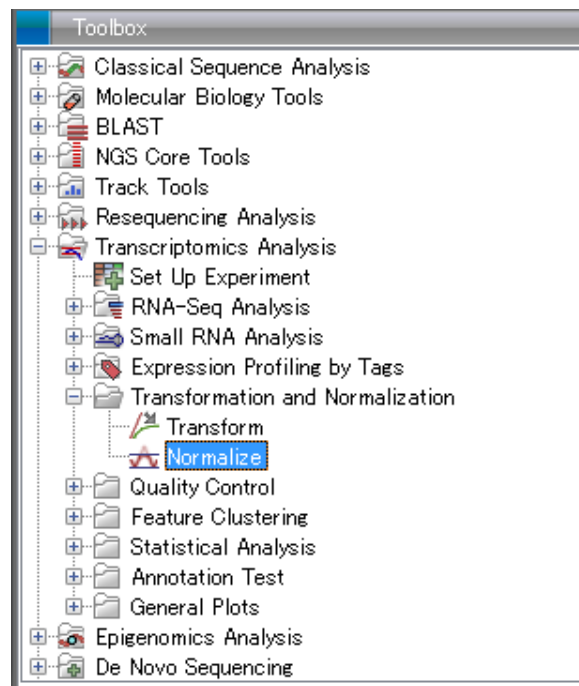 Toolbox
Classical Sequence Analysis
Molecular Biology Tools
BLAST
NGS Core Tools
Track Tools
Resequencing Analysis
Transcriptomics Analysis
Set Up Experiment
RNA-Seq Analysis
Small RNA Analysis
Expression Profiling by Tags
Transformation and Normalization
Transform
Normalize
Quality Control
Feature Clustering
Statistical Analysis
Annotation Test
General Plots
Epigenomics Analysis
De Novo Sequencing